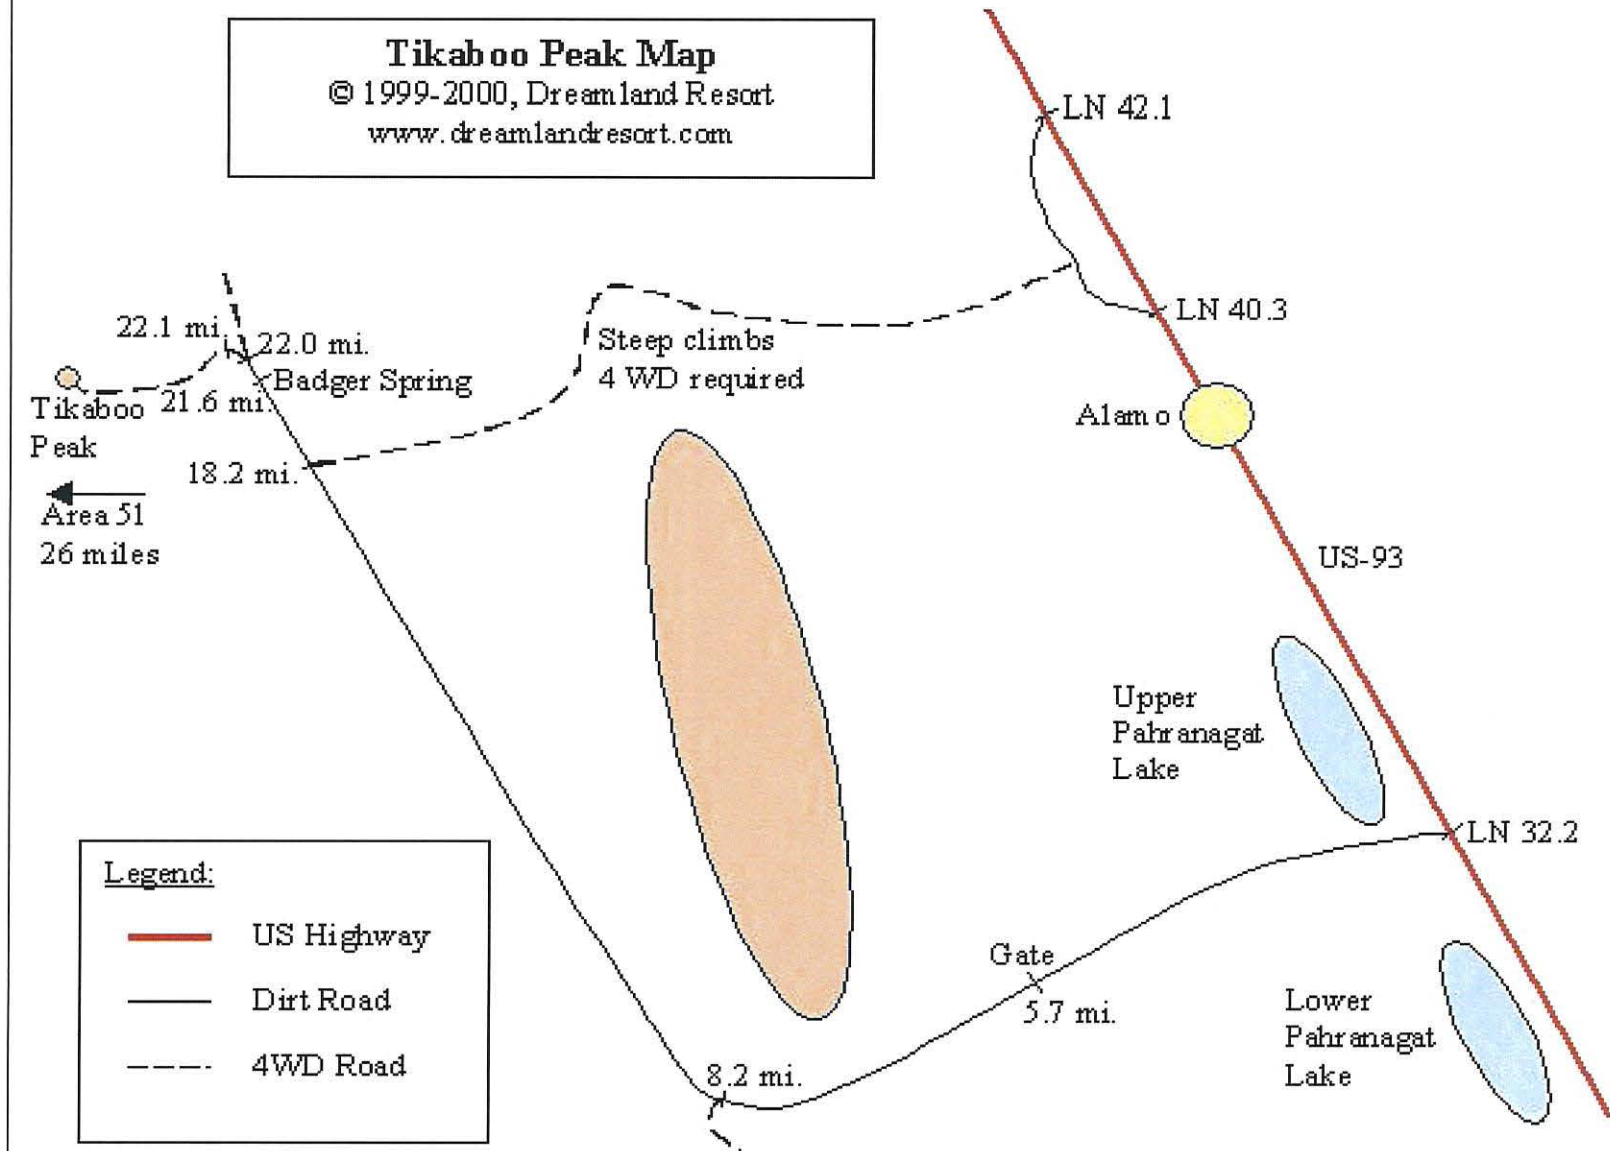 Tikaboo Peak Map
© 1999-2000, Dreamland Resort
www.dreamlandresort.com
LN 42.1
LN 40.3
22.1 mi.
22.0 mi.
Badger Spring
21.6 mi.
Tikaboo
Peak
18.2 mi.
Area 51
26 miles
Steep climbs
4 WD required
Alamo
US-93
Upper
Pahranagat
Lake
LN 32.2
Gate
5.7 mi.
Lower
Pahranagat
Lake
8.2 mi.
Legend:
US Highway
Dirt Road
4WD Road